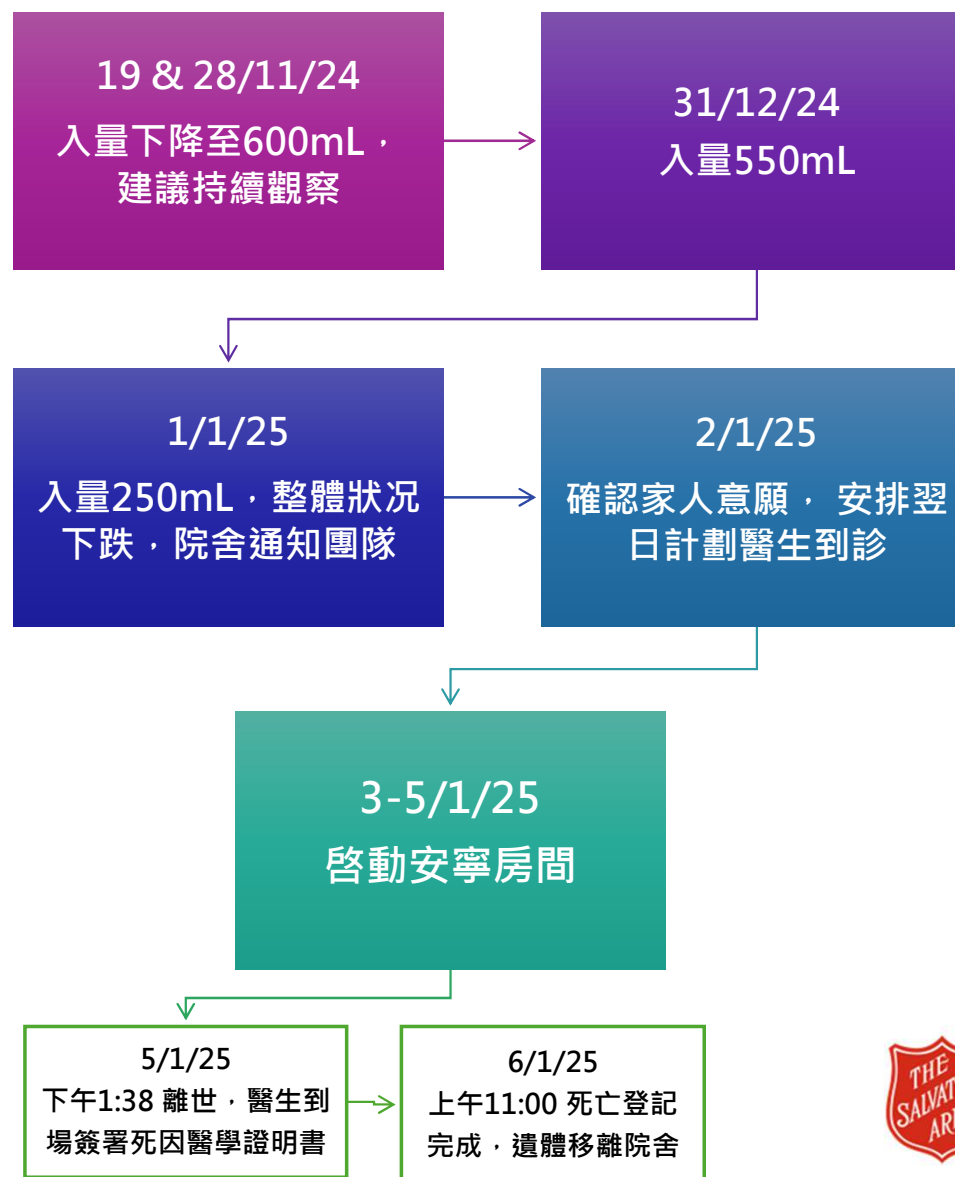 19 & 28/11/24
入量下降至600mL，
建議持續觀察
31/12/24
入量550mL
1/1/25
入量250mL，整體狀況
下跌，院舍通知團隊
2/1/25
確認家人意願， 安排翌
日計劃醫生到診
3-5/1/25
啓動安寧房間
5/1/25
下午1:38 離世，醫生到
場簽署死因醫學證明書
6/1/25
上午11:00 死亡登記
完成，遺體移離院舍
THE